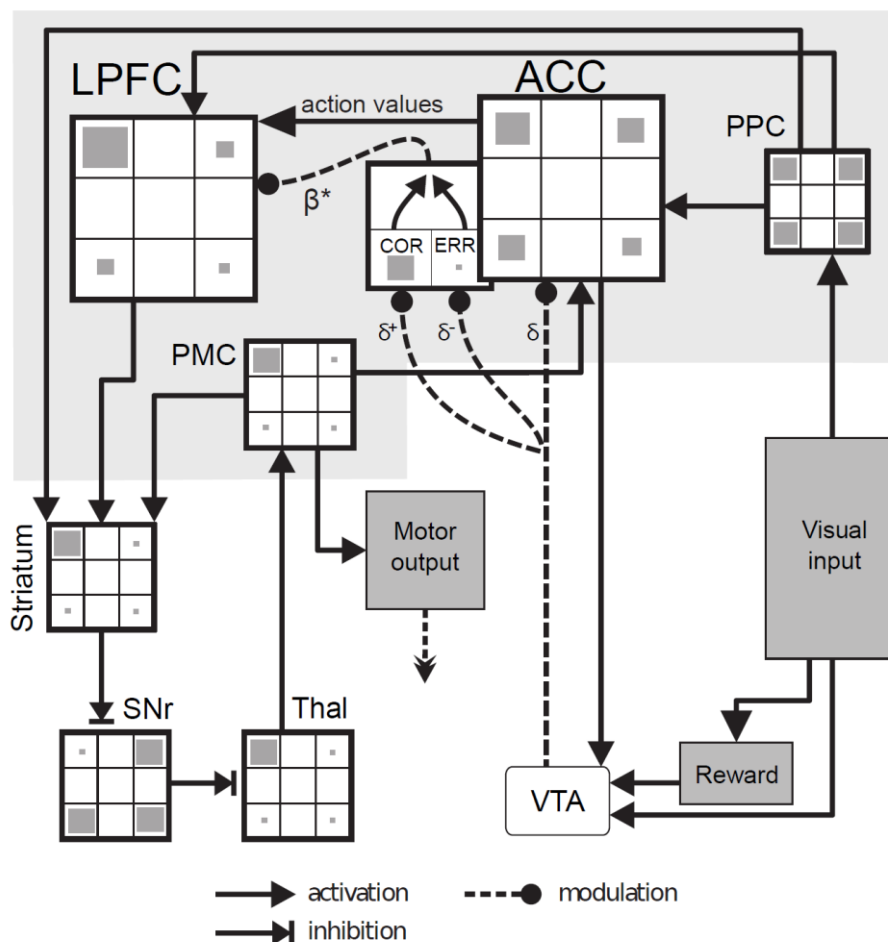 LPFC
ACC
action values
PPC
β*
COR
ERR
δ⁺
δ⁻
δ
PMC
Striatum
Motor
output
Visual
input
SNr
Thal
Reward
VTA
activation
modulation
inhibition